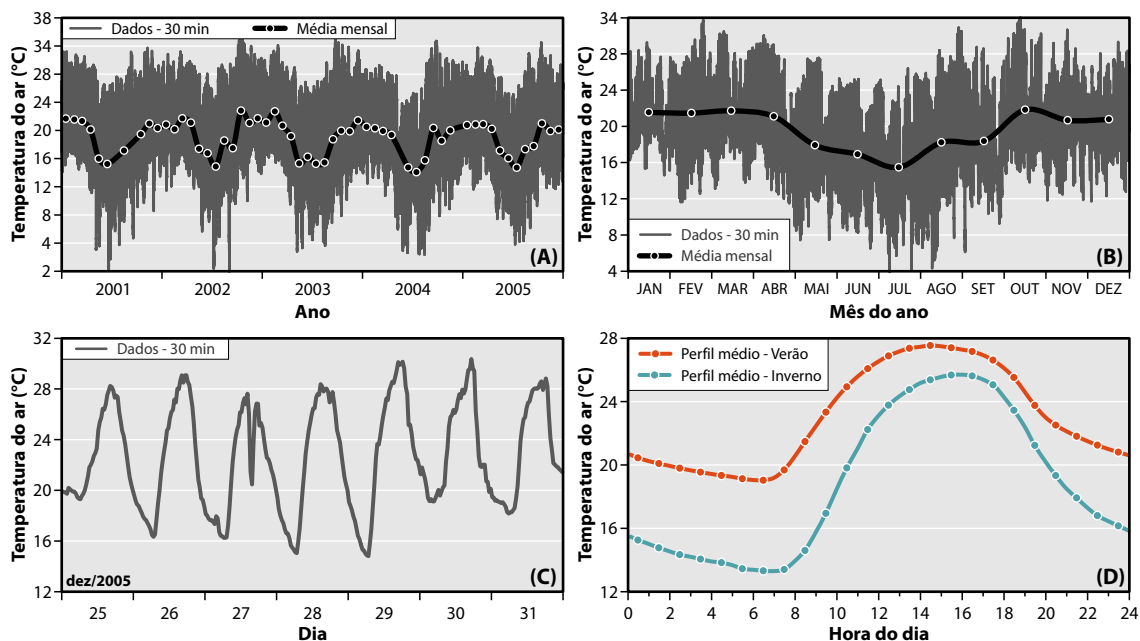 Temperatura do ar (°C)
38
34
28
24
20
16
12
4
2
Dados - 30 min
Média mensal
(A)
2001 2002 2003 2004 2005
Ano
Temperatura do ar (°C)
34
28
22
16
10
4
Dados - 30 min
Média mensal
(B)
JAN FEV MAR ABR MAI JUN JUL AGO SET OUT NOV DEZ
Mês do ano
Temperatura do ar (°C)
32
28
24
20
16
12
Dados - 30 min
dez/2005
(C)
25 26 27 28 29 30 31
Dia
Temperatura do ar (°C)
28
24
20
16
12
Perfil médio - Verão
Perfil médio - Inverno
(D)
0 2 4 6 8 10 12 14 16 18 20 22 24
Hora do dia